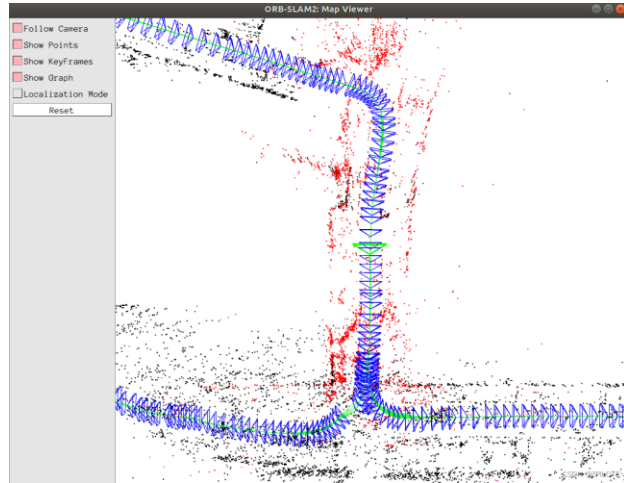 ORB-SLAM2: Map Viewer
Follow Camera
Show Points
Show KeyFrames
Show Graph
Localization Mode
Reset